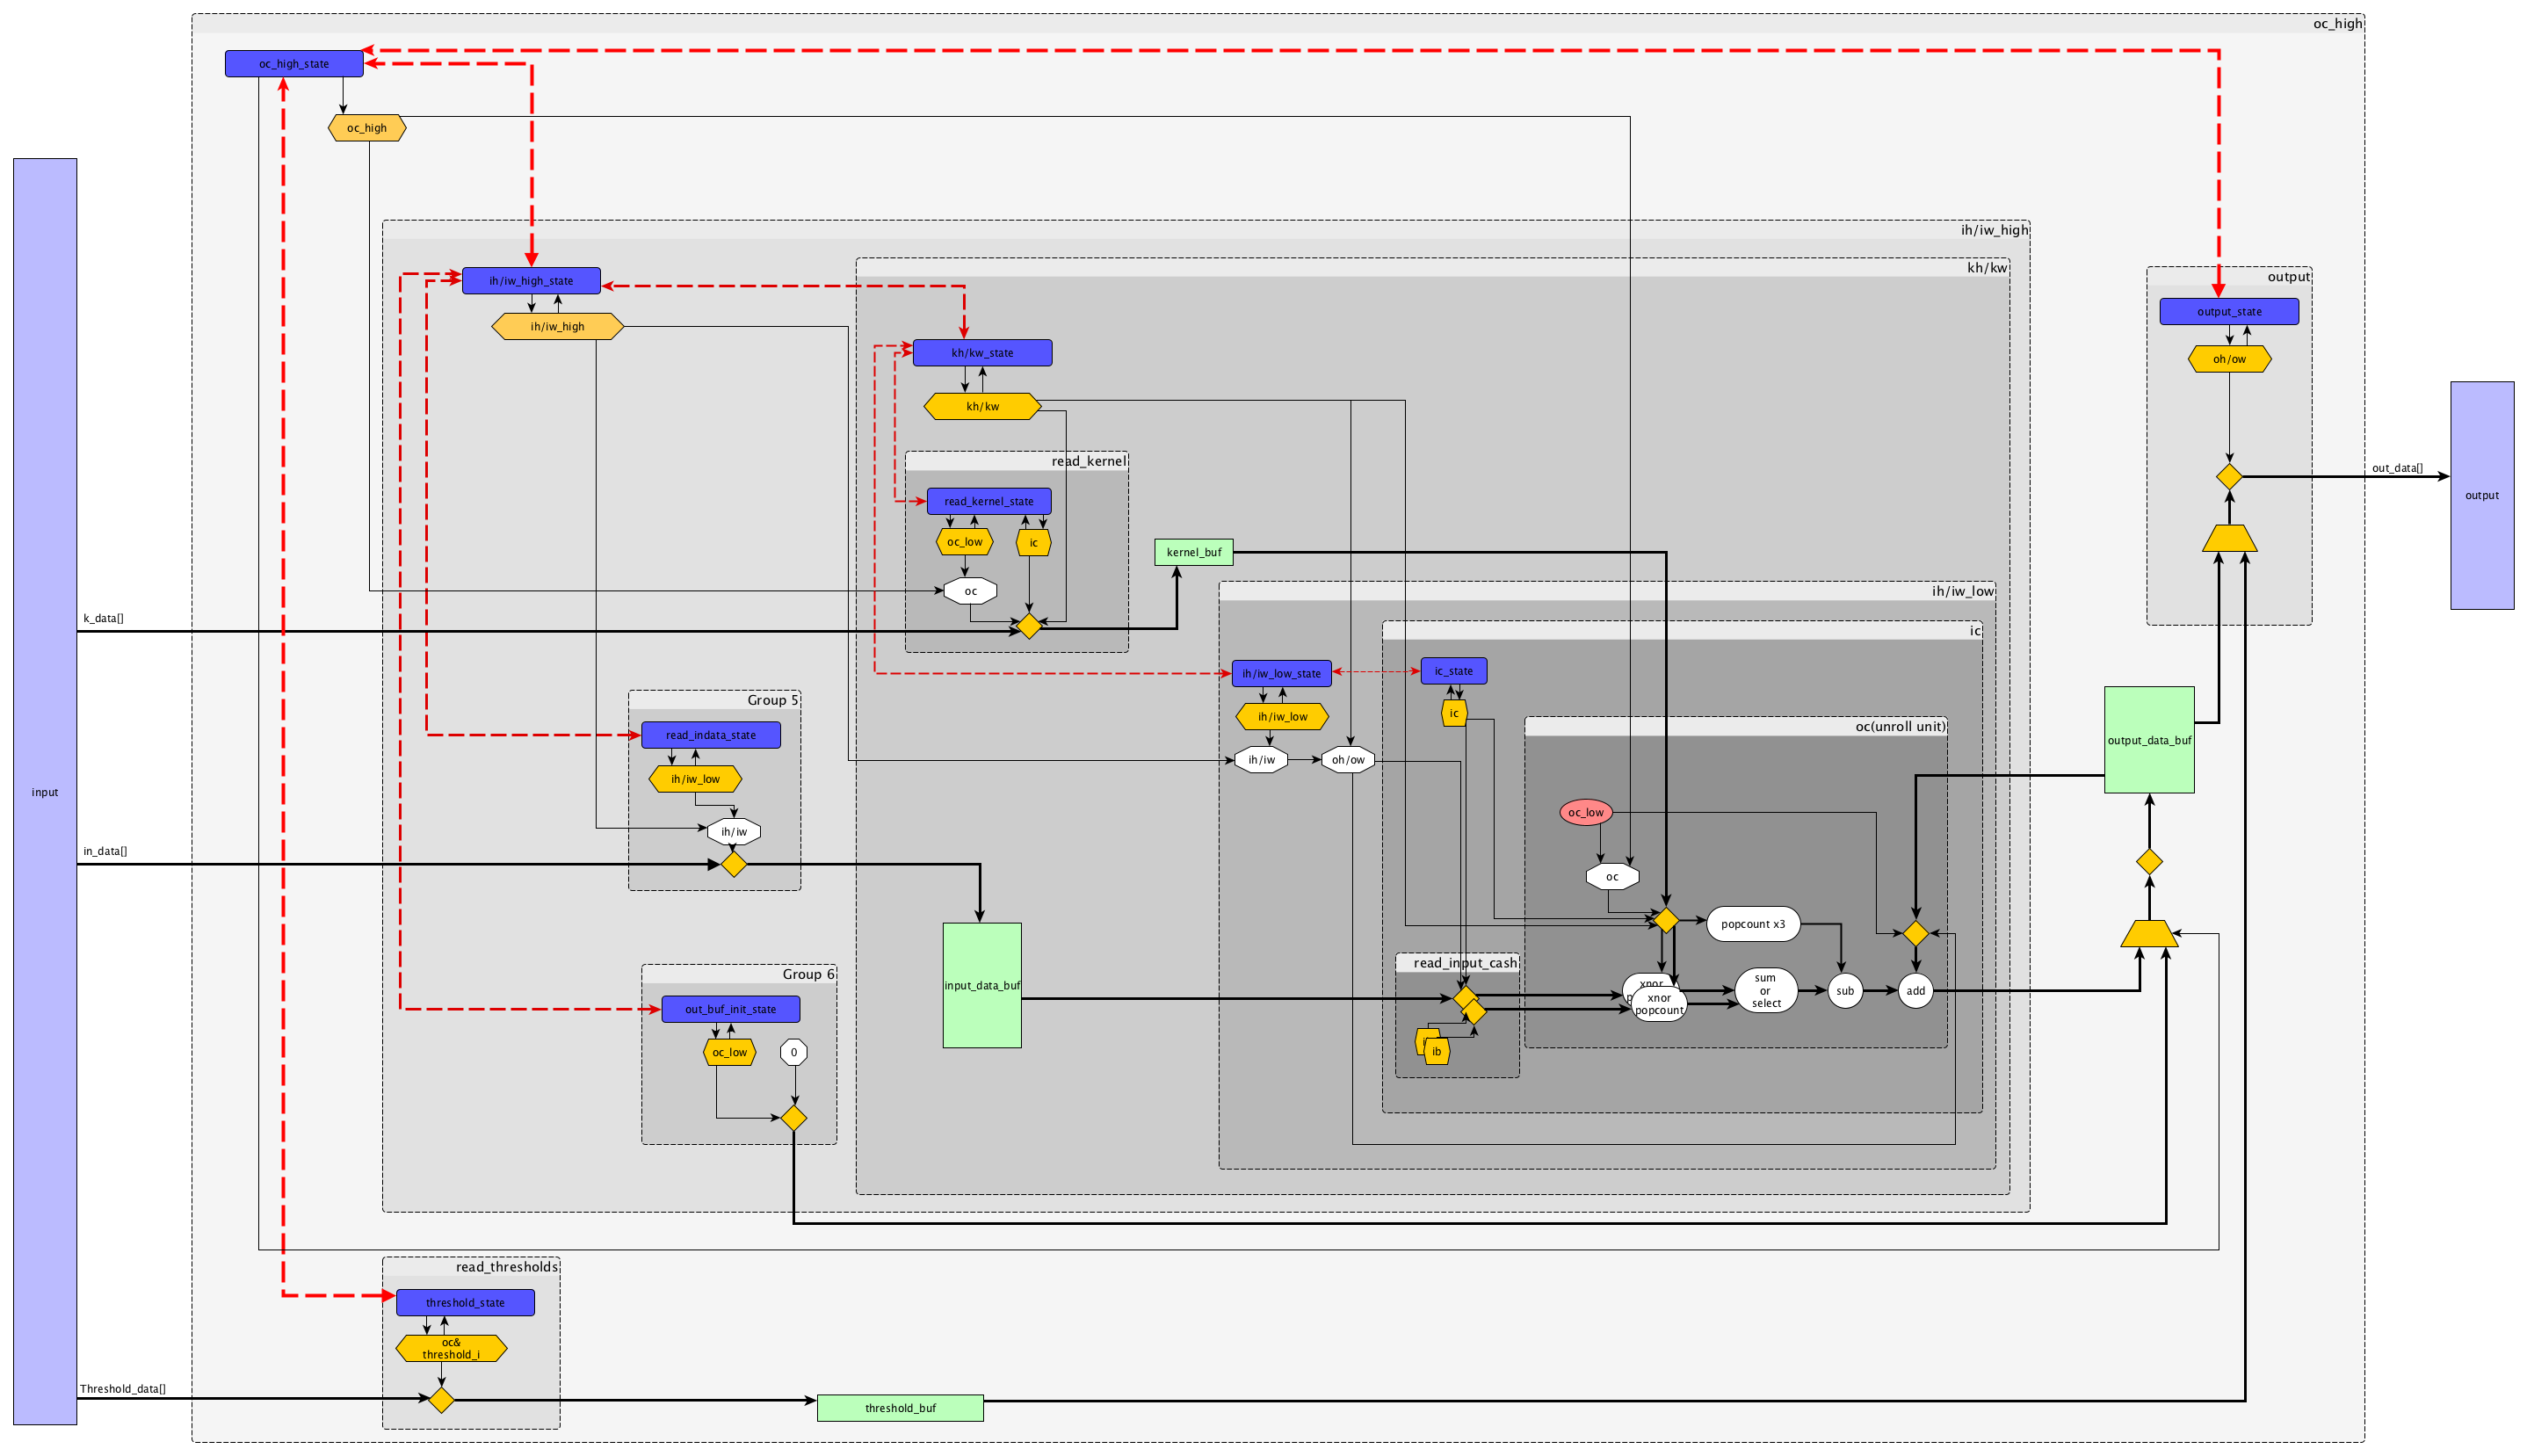 oc_high
oc_high_state
oc_high
ih/iw_high
ih/iw_high_state
ih/iw_high
kh/kw
kh/kw_state
kh/kw
output
output_state
oh/ow
out_data[]
output
read_kernel
read_kernel_state
oc_low
ic
oc
kernel_buf
k_data[]
ih/iw_low
ih/iw_low_state
ih/iw_low
ih/iw
oh/ow
ic
ic_state
ic
oc(unroll unit)
oc_low
oc
popcount x3
xnor
xnor
popcount
sum
or
select
sub
add
read_input_cash
ib
Group 5
read_indata_state
ih/iw_low
ih/iw
input
in_data[]
input_data_buf
output_data_buf
Group 6
out_buf_init_state
oc_low
0
read_thresholds
threshold_state
oc&
threshold_i
Threshold_data[]
threshold_buf